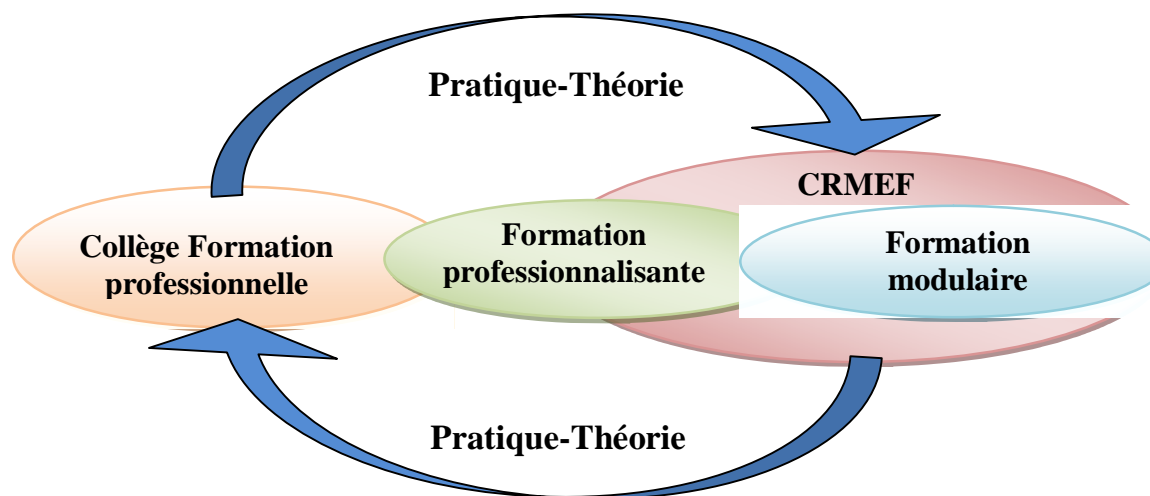 Pratique-Théorie
CRMEF
Collège Formation
professionnelle
Formation
professionnalisante
Formation
modulaire
Pratique-Théorie